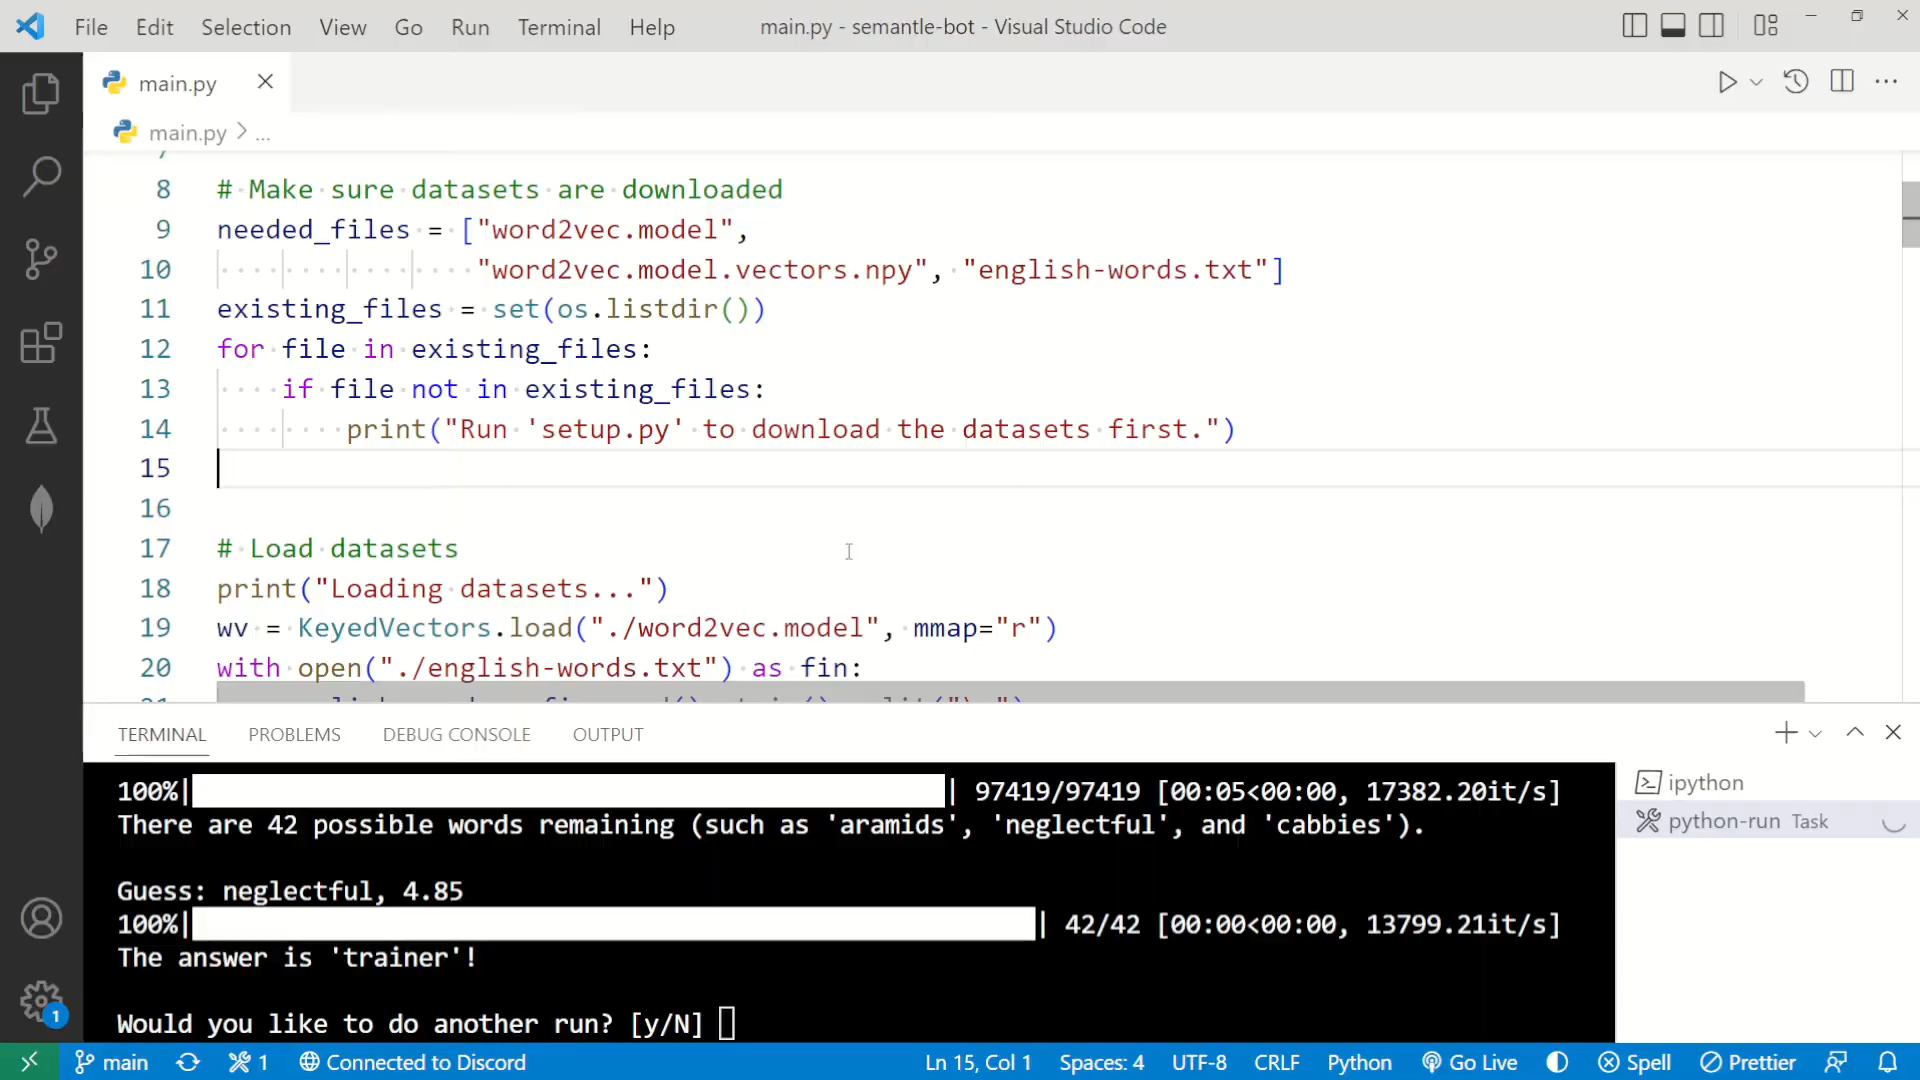 File Edit Selection View Go Run Terminal Help main.py - semantle-bot - Visual Studio Code
main.py
main.py > ...
8 # Make sure datasets are downloaded
9 needed_files = ["word2vec.model",
10 "word2vec.model.vectors.npy", "english-words.txt"]
11 existing_files = set(os.listdir())
12 for file in existing_files:
13 if file not in existing_files:
14 print("Run 'setup.py' to download the datasets first.")
15
16
17 # Load datasets
18 print("Loading datasets...")
19 wv = KeyedVectors.load("./word2vec.model", mmap="r")
20 with open("./english-words.txt") as fin:
TERMINAL PROBLEMS DEBUG CONSOLE OUTPUT
100%| | 97419/97419 [00:05<00:00, 17382.20it/s]
There are 42 possible words remaining (such as 'aramids', 'neglectful', and 'cabbies').
Guess: neglectful, 4.85
100%| | 42/42 [00:00<00:00, 13799.21it/s]
The answer is 'trainer'!
Would you like to do another run? [y/N]
ipython
python-run Task
1
main 1 Connected to Discord Ln 15, Col 1 Spaces: 4 UTF-8 CRLF Python Go Live Spell Prettier